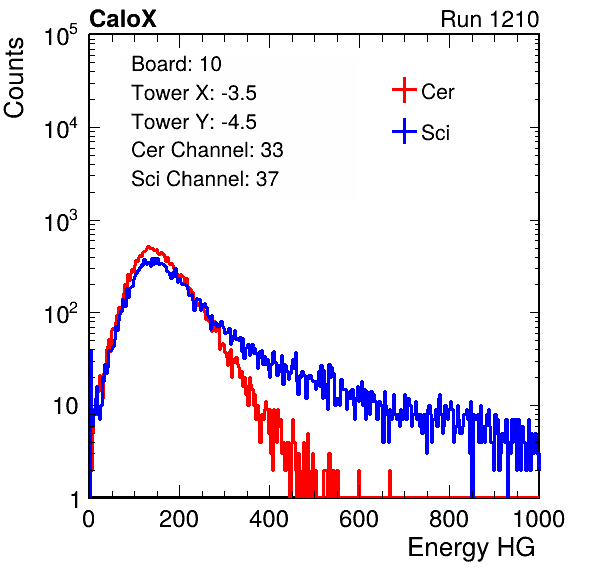 CaloX Run 1210
Counts
10^5
10^4
10^3
10^2
10
1
Board: 10
Tower X: -3.5
Tower Y: -4.5
Cer Channel: 33
Sci Channel: 37
Cer
Sci
0 200 400 600 800 1000
Energy HG